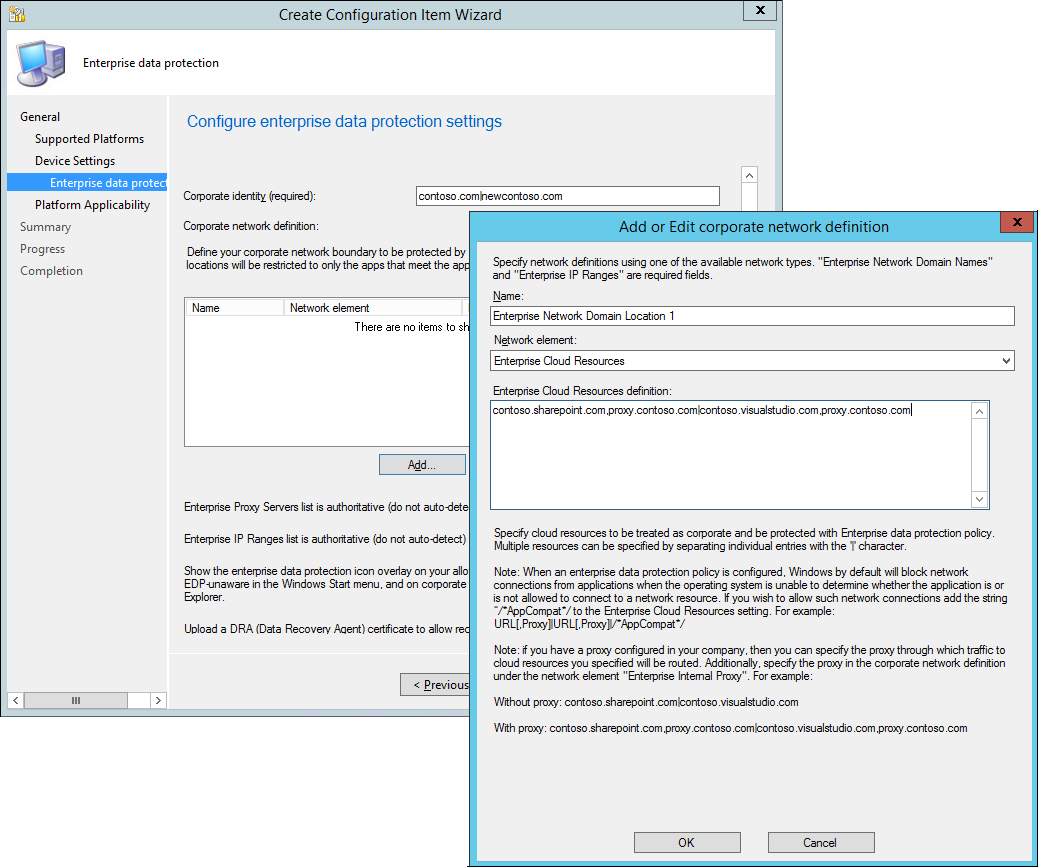 Create Configuration Item Wizard
x
Enterprise data protection
General
Supported Platforms
Device Settings
Enterprise data protect
Platform Applicability
Summary
Progress
Completion
Configure enterprise data protection settings
Corporate identity (required):
contoso.com|newcontoso.com
Corporate network definition:
Define your corporate network boundary to be protected by
locations will be restricted to only the apps that meet the app
Name
Network element
There are no items to sh
Add...
Enterprise Proxy Servers list is authoritative (do not auto-dete
Enterprise IP Ranges list is authoritative (do not auto-detect)
Show the enterprise data protection icon overlay on your allo
EDP-unaware in the Windows Start menu, and on corporate
Explorer.
Upload a DRA (Data Recovery Agent) certificate to allow rec
< Previous
Add or Edit corporate network definition
x
Specify network definitions using one of the available network types. "Enterprise Network Domain Names"
and "Enterprise IP Ranges" are required fields.
Name:
Enterprise Network Domain Location 1
Network element:
Enterprise Cloud Resources
Enterprise Cloud Resources definition:
contoso.sharepoint.com,proxy.contoso.com|contoso.visualstudio.com,proxy.contoso.com
Specify cloud resources to be treated as corporate and be protected with Enterprise data protection policy.
Multiple resources can be specified by separating individual entries with the '|' character.
Note: When an enterprise data protection policy is configured, Windows by default will block network
connections from applications when the operating system is unable to determine whether the application is or
is not allowed to connect to a network resource. If you wish to allow such network connections add the string
"/*AppCompat*/ to the Enterprise Cloud Resources setting. For example:
URL[,Proxy]|URL[,Proxy]|/*AppCompat*/
Note: if you have a proxy configured in your company, then you can specify the proxy through which traffic to
cloud resources you specified will be routed. Additionally, specify the proxy in the corporate network definition
under the network element "Enterprise Internal Proxy". For example:
Without proxy: contoso.sharepoint.com|contoso.visualstudio.com
With proxy: contoso.sharepoint.com,proxy.contoso.com|contoso.visualstudio.com,proxy.contoso.com
OK
Cancel